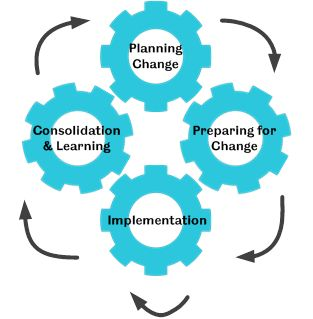 Planning
Change
Preparing for
Change
Implementation
Consolidation
& Learning